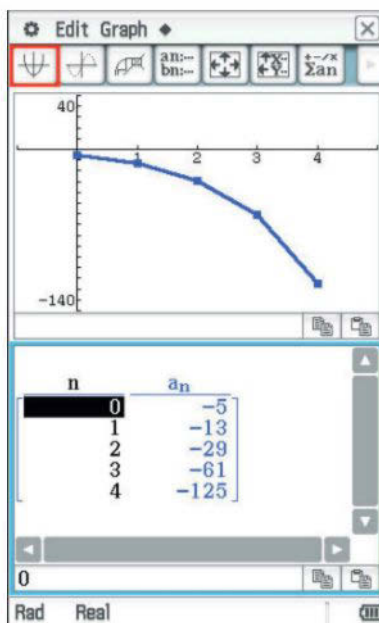 Edit Graph
an:--
bn:--
Σan
40
1 2 3 4
-140
n an
0 -5
1 -13
2 -29
3 -61
4 -125
0
Rad Real